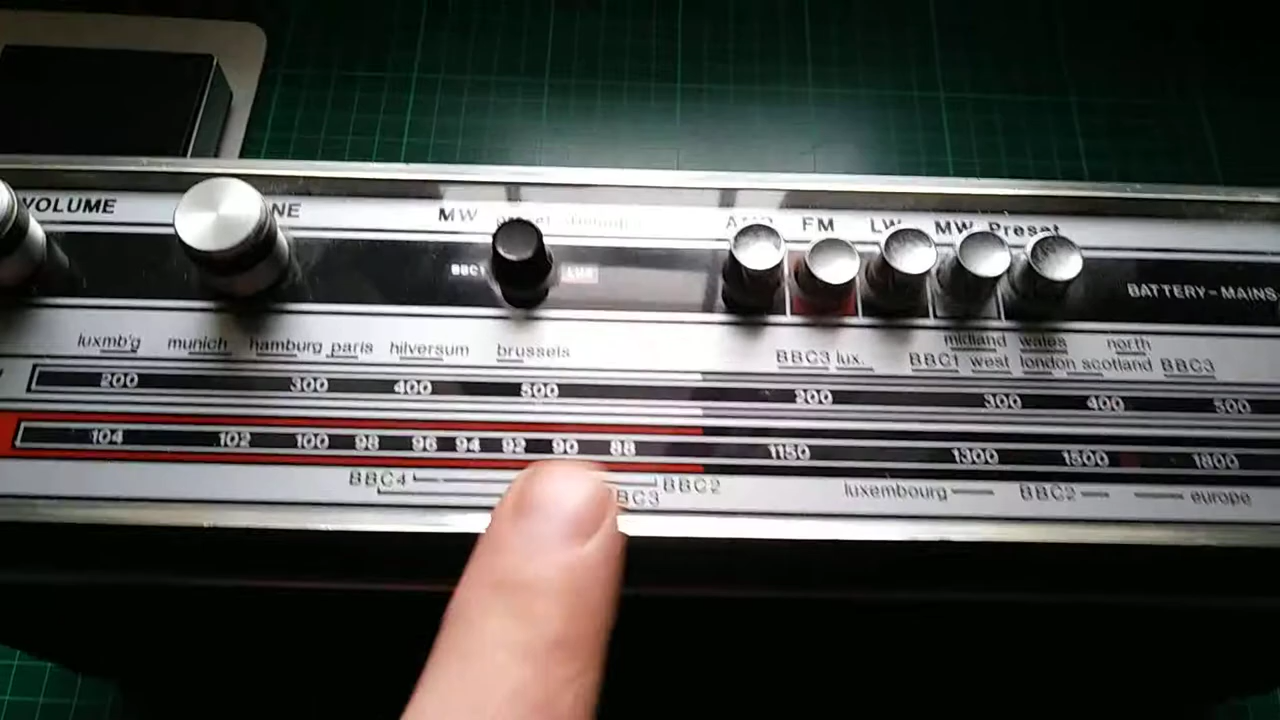 VOLUME NE MW preset FM LW MW Preset
BBC1 LUX BATTERY-MAINS
luxmb'g munich hamburg paris hilversum brussels midland wales north
BBC3 lux. BBC1 west london scotland BBC3
200 300 400 500 200 300 400 500
104 102 100 98 96 94 92 90 88 1150 1300 1500 1800
BBC4 BBC2 luxembourg BBC2 europe
BBC3